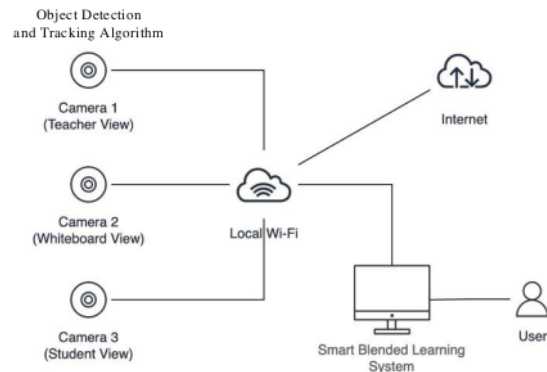 Object Detection
and Tracking Algorithm
Camera 1
(Teacher View)
Internet
Camera 2
(Whiteboard View)
Local Wi-Fi
Camera 3
(Student View)
Smart Blended Learning
System
User